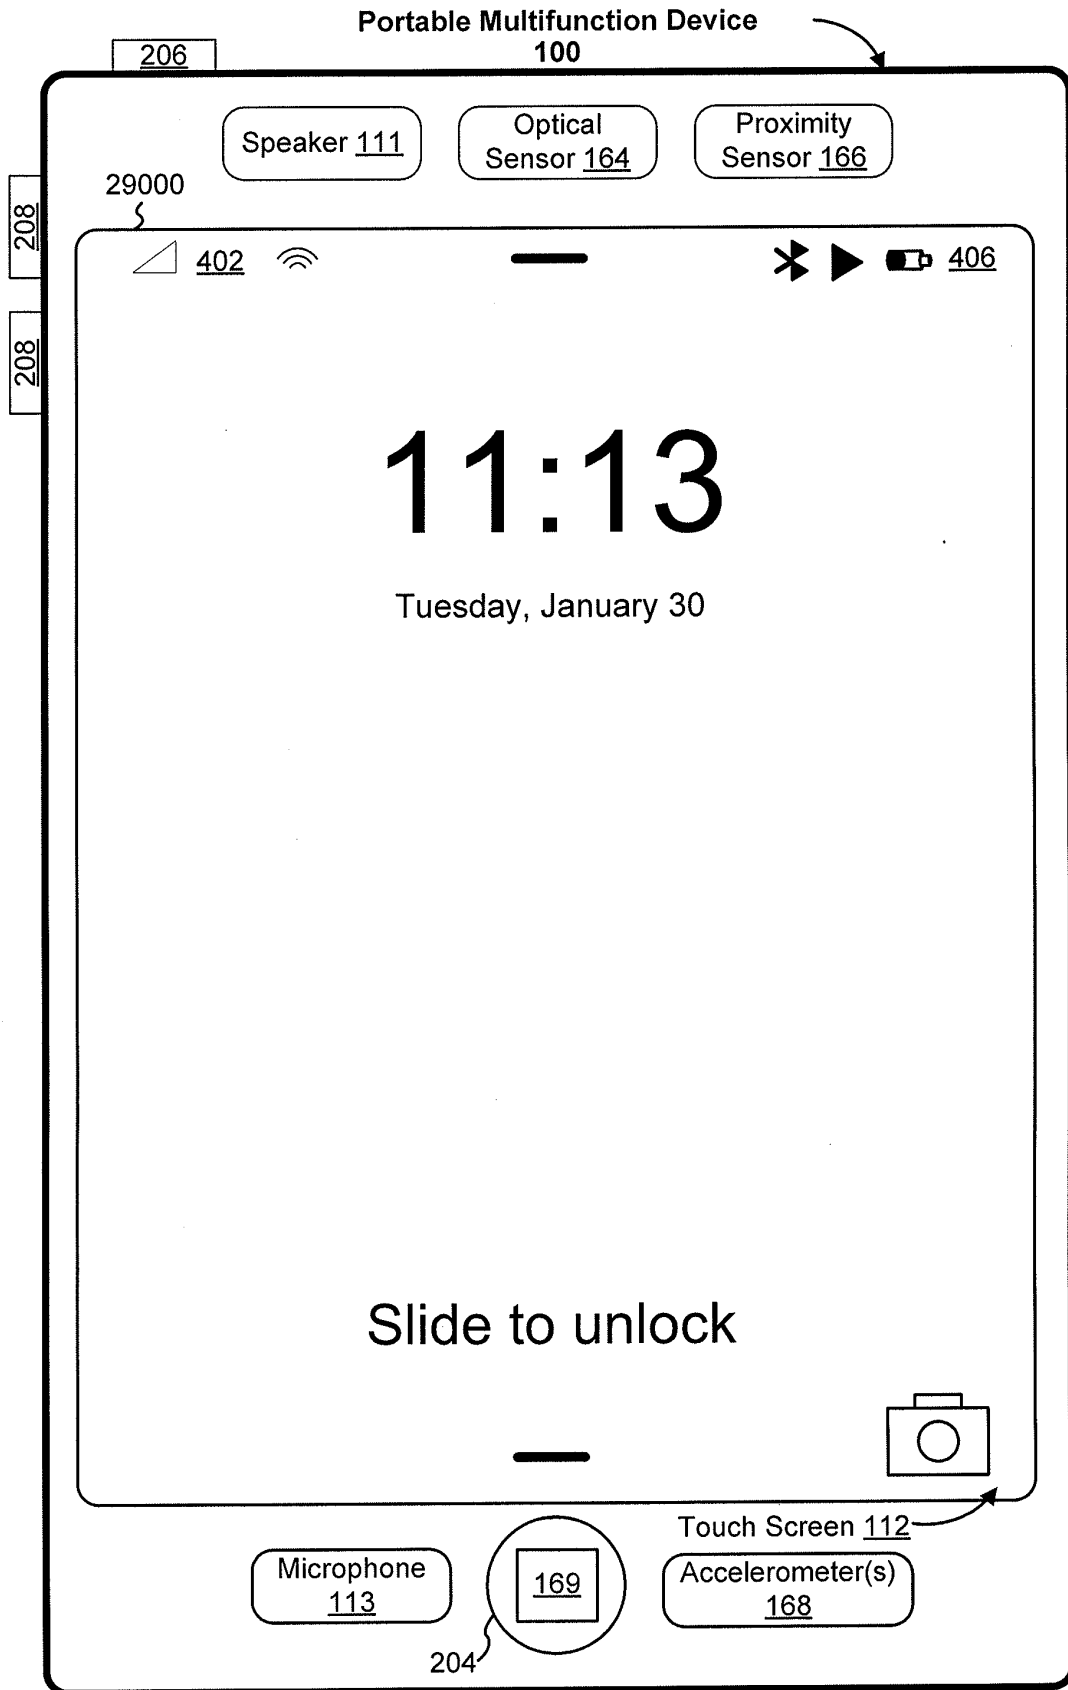 Portable Multifunction Device
100
206
Speaker 111
Optical
Sensor 164
Proximity
Sensor 166
29000
208
402
406
208
11:13
Tuesday, January 30
Slide to unlock
Touch Screen 112
Microphone
113
169
Accelerometer(s)
168
204